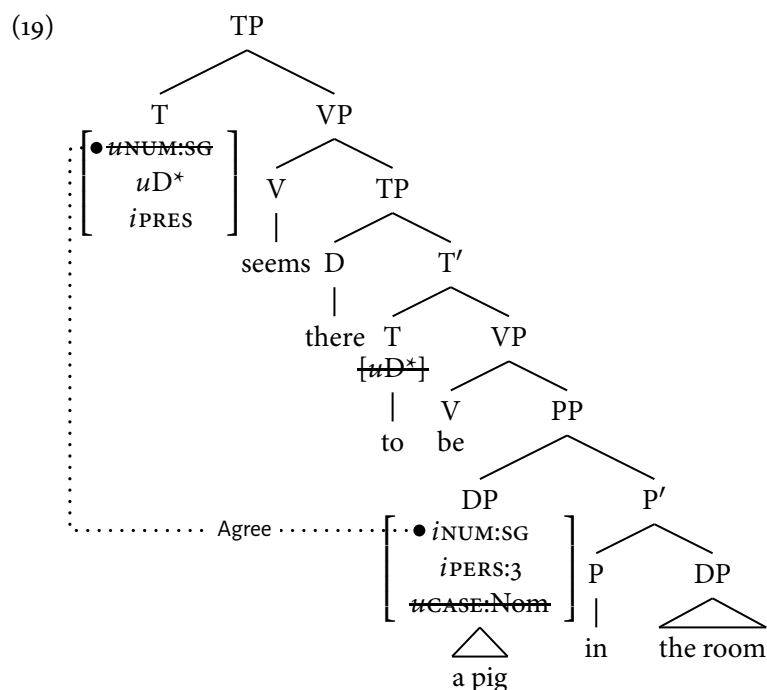 (19)
TP
T VP
uNUM:SG
uD* V TP
iPRES
seems D T′
there T VP
[uD*]
V PP
to be
DP P′
Agree iNUM:SG
iPERS:3 P DP
uCASE:Nom
in the room
a pig